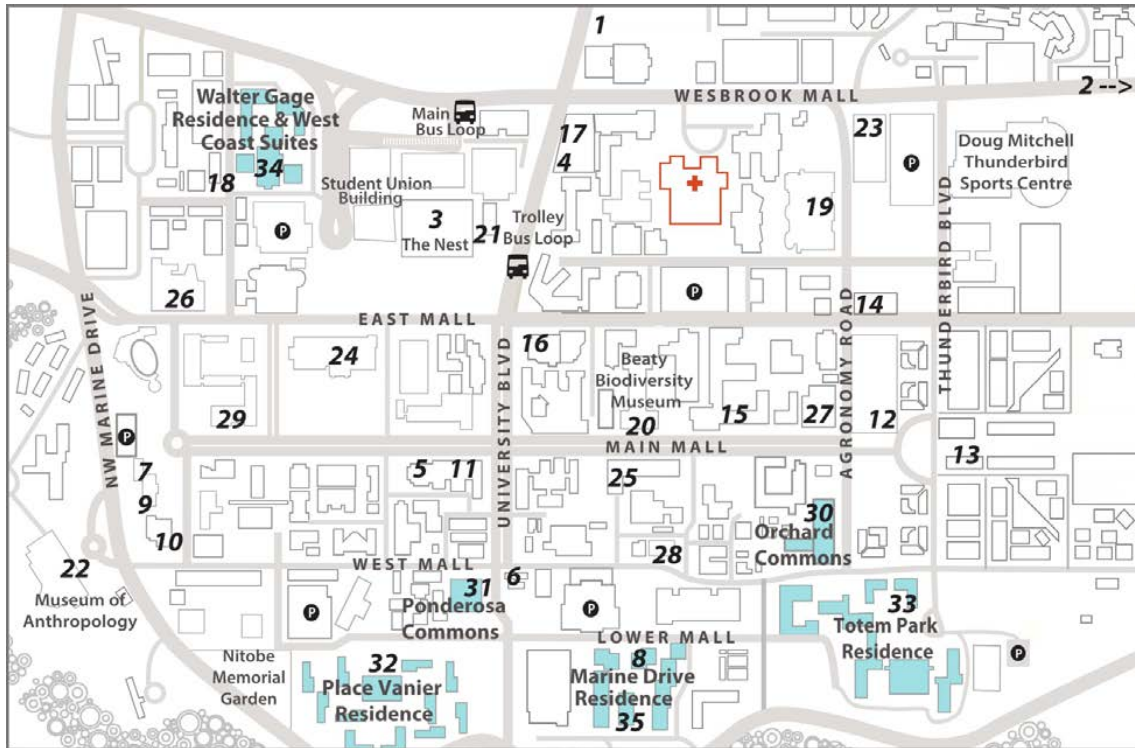 1
WESBROOK MALL
2 -->
Walter Gage
Residence & West
Coast Suites
34
18
Main
Bus Loop
17
4
23
P
Doug Mitchell
Thunderbird
Sports Centre
Student Union
Building
3
The Nest
21
Trolley
Bus Loop
19
P
P
26
14
EAST MALL
NW MARINE DRIVE
UNIVERSITY BLVD
AGRONOMY ROAD
THUNDERBIRD BLVD
24
16
Beaty
Biodiversity
Museum
29
20
15
27
12
P
MAIN MALL
13
7
9
10
5
11
25
30
Orchard
Commons
22
Museum of
Anthropology
WEST MALL
28
6
31
Ponderosa
Commons
P
P
33
Totem Park
Residence
LOWER MALL
P
Nitobe
Memorial
Garden
32
Place Vanier
Residence
8
Marine Drive
Residence
35